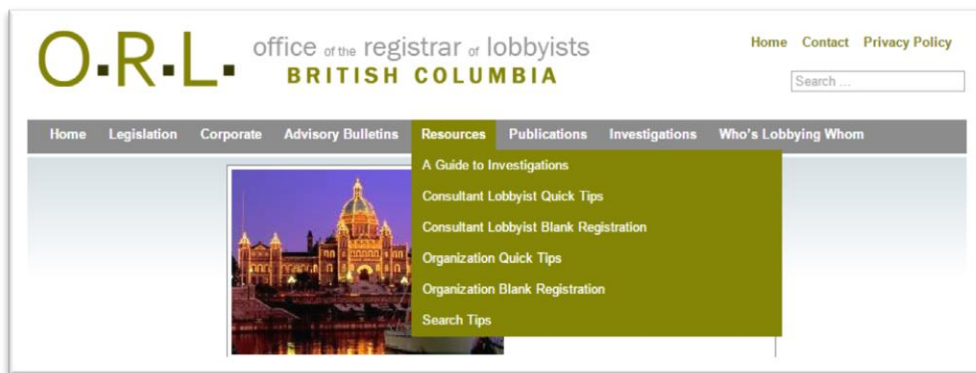 O.R.L. office of the registrar of lobbyists
BRITISH COLUMBIA
Home Contact Privacy Policy
Search ...
Home Legislation Corporate Advisory Bulletins Resources Publications Investigations Who's Lobbying Whom
A Guide to Investigations
Consultant Lobbyist Quick Tips
Consultant Lobbyist Blank Registration
Organization Quick Tips
Organization Blank Registration
Search Tips